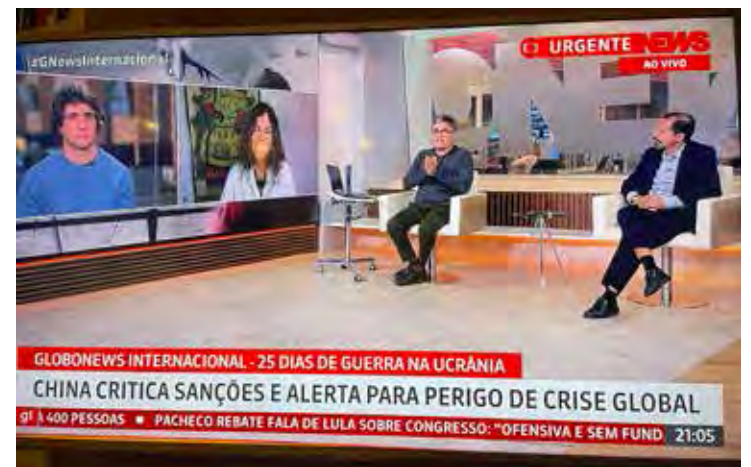 #GNewsInternacional
URGENTE NEWS
AO VIVO
GLOBONEWS INTERNACIONAL - 25 DIAS DE GUERRA NA UCRÂNIA
CHINA CRITICA SANÇÕES E ALERTA PARA PERIGO DE CRISE GLOBAL
g1 A 400 PESSOAS ■ PACHECO REBATE FALA DE LULA SOBRE CONGRESSO: "OFENSIVA E SEM FUND 21:05